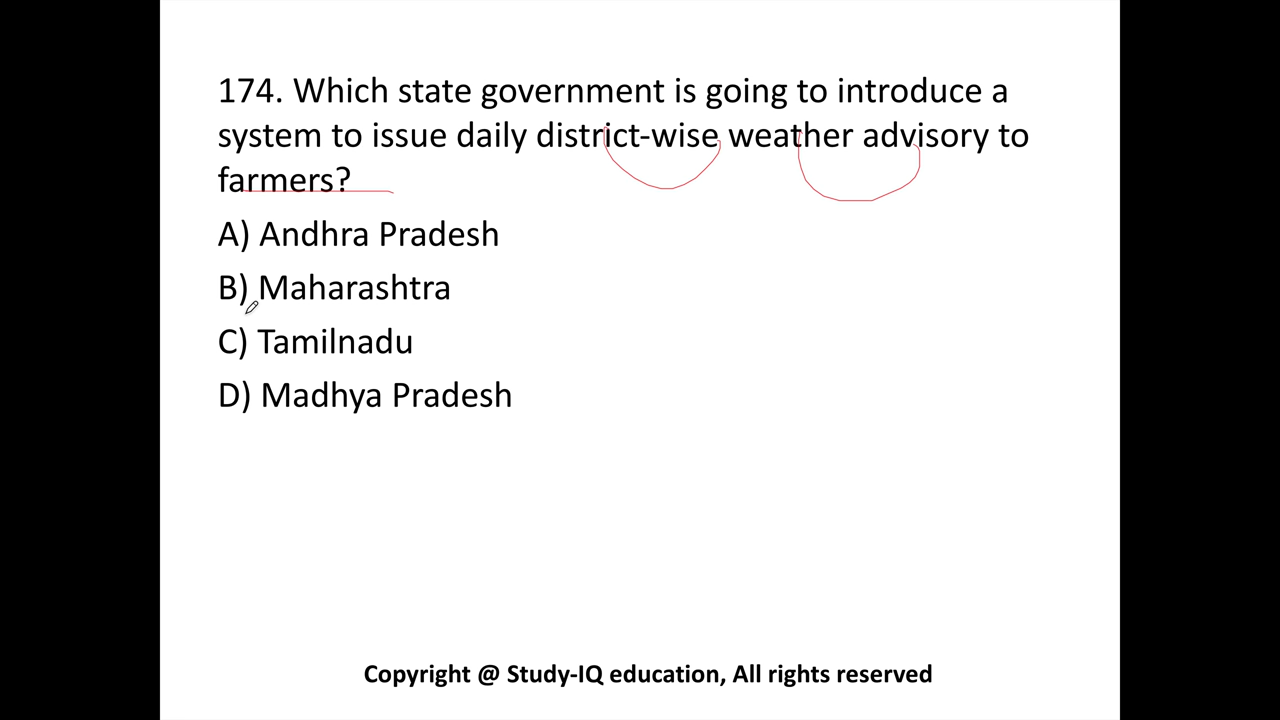 174. Which state government is going to introduce a
system to issue daily district-wise weather advisory to
farmers?
A) Andhra Pradesh
B) Maharashtra
C) Tamilnadu
D) Madhya Pradesh
Copyright @ Study-IQ education, All rights reserved